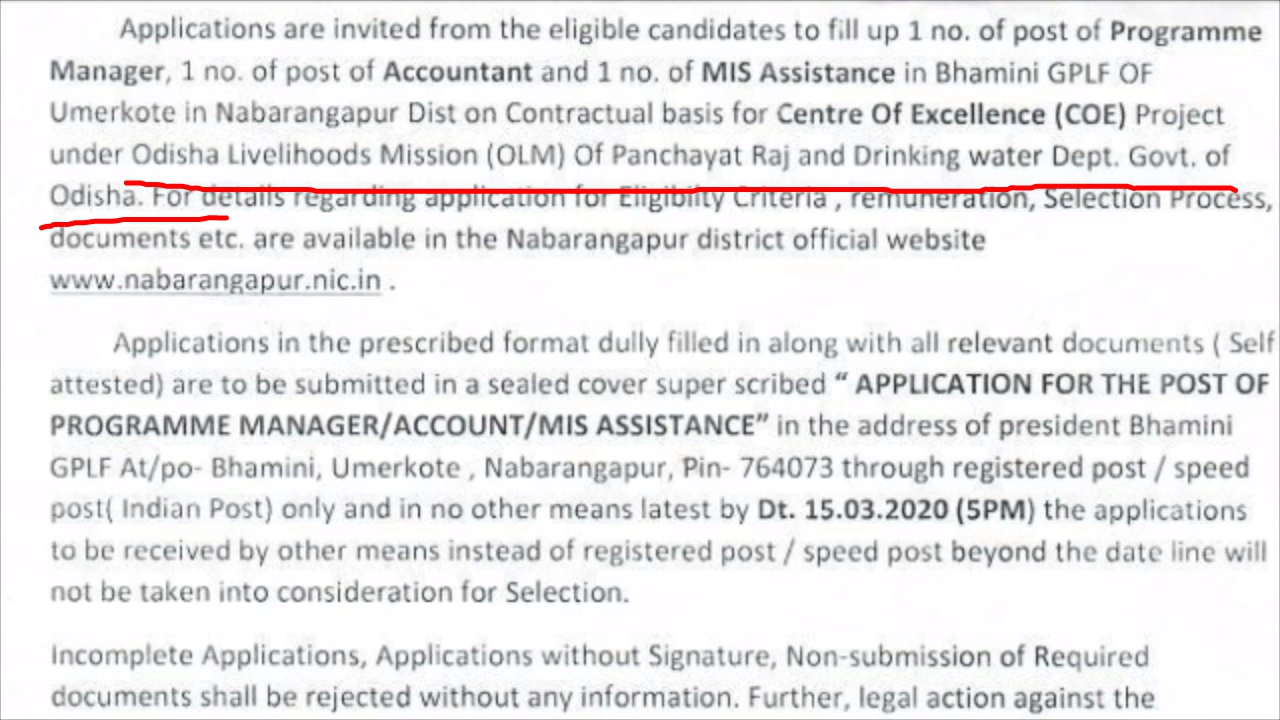 Applications are invited from the eligible candidates to fill up 1 no. of post of Programme
Manager, 1 no. of post of Accountant and 1 no. of MIS Assistance in Bhamini GPLF OF
Umerkote in Nabarangapur Dist on Contractual basis for Centre Of Excellence (COE) Project
under Odisha Livelihoods Mission (OLM) Of Panchayat Raj and Drinking water Dept. Govt. of
Odisha. For details regarding application for Eligibilty Criteria , remuneration, Selection Process,
documents etc. are available in the Nabarangapur district official website
www.nabarangapur.nic.in .
Applications in the prescribed format dully filled in along with all relevant documents ( Self
attested) are to be submitted in a sealed cover super scribed “ APPLICATION FOR THE POST OF
PROGRAMME MANAGER/ACCOUNT/MIS ASSISTANCE” in the address of president Bhamini
GPLF At/po- Bhamini, Umerkote , Nabarangapur, Pin- 764073 through registered post / speed
post( Indian Post) only and in no other means latest by Dt. 15.03.2020 (5PM) the applications
to be received by other means instead of registered post / speed post beyond the date line will
not be taken into consideration for Selection.
Incomplete Applications, Applications without Signature, Non-submission of Required
documents shall be rejected without any information. Further, legal action against the